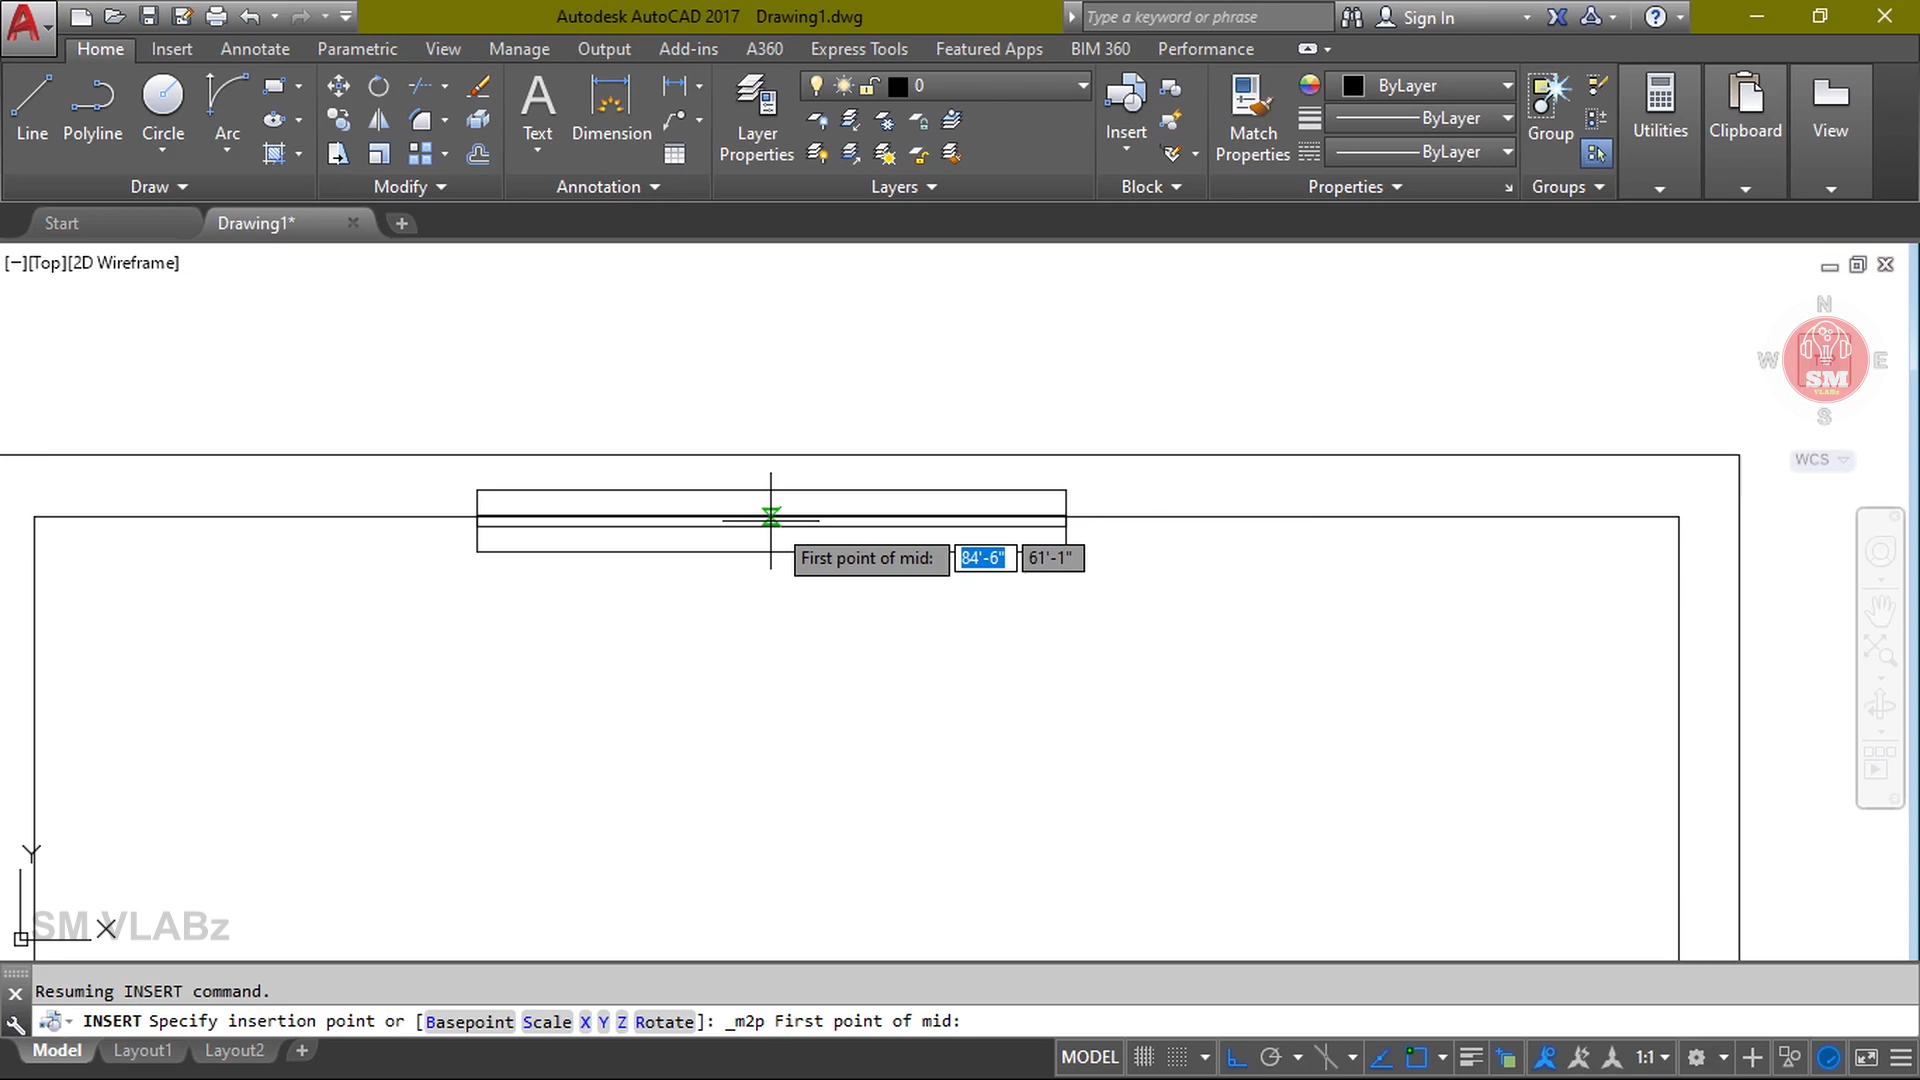 Autodesk AutoCAD 2017 Drawing1.dwg
Type a keyword or phrase
Sign In
Home Insert Annotate Parametric View Manage Output Add-ins A360 Express Tools Featured Apps BIM 360 Performance
Line Polyline Circle Arc
Text Dimension
Layer Properties
0
Insert
Match Properties
ByLayer
ByLayer
ByLayer
Group
Utilities Clipboard View
Draw Modify Annotation Layers Block Properties Groups
Start Drawing1*
[−][Top][2D Wireframe]
N
W E
SM
VLABz
S
WCS
First point of mid: 84'-6" 61'-1"
Y
X
SM VLABz
Resuming INSERT command.
INSERT Specify insertion point or [Basepoint Scale X Y Z Rotate]: _m2p First point of mid:
Model Layout1 Layout2
MODEL 1:1